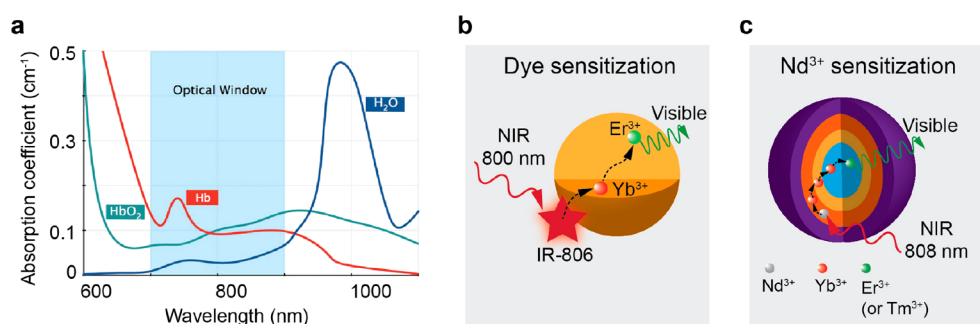 a
0.5
0.3
0.1
0
Absorption coefficient (cm⁻¹)
Optical Window
H₂O
Hb
HbO₂
600
800
1000
Wavelength (nm)
b
Dye sensitization
NIR
800 nm
Er³⁺
Visible
Yb³⁺
IR-806
c
Nd³⁺ sensitization
Visible
NIR
808 nm
Nd³⁺
Yb³⁺
Er³⁺
(or Tm³⁺)